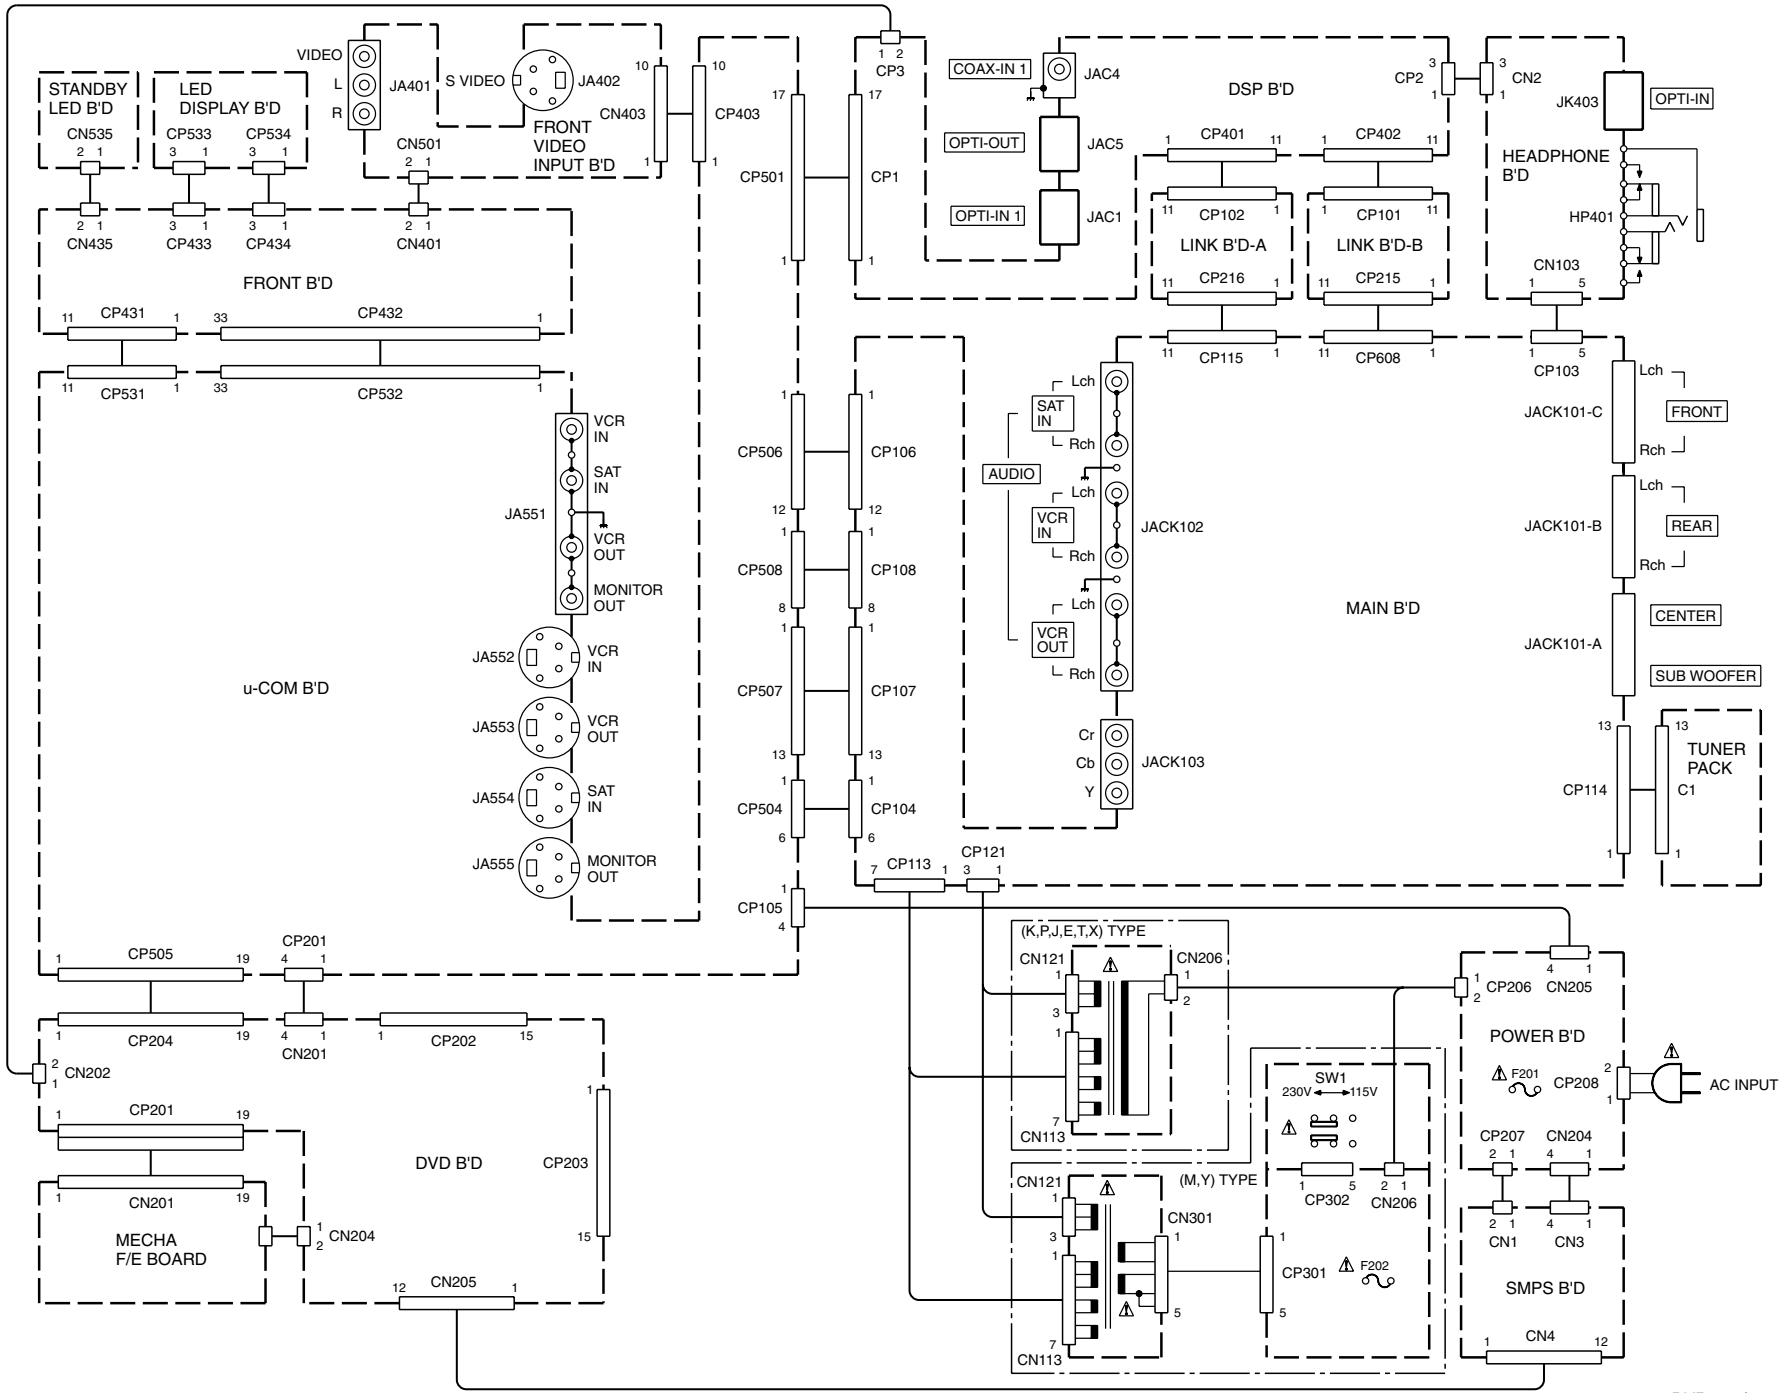 STANDBY
LED B'D
CN535
2 1
2 1
CN435
LED
DISPLAY B'D
CP533
CP534
3 1
3 1
3 1
3 1
CP433
CP434
VIDEO
L
R
JA401
S VIDEO
JA402
FRONT
VIDEO
INPUT B'D
CN501
2 1
2 1
CN401
10
CN403
1
10
CP403
1
FRONT B'D
11
CP431
1
33
CP432
1
11
CP531
1
33
CP532
1
17
CP501
1
1 2
CP3
17
CP1
1
COAX-IN 1
JAC4
OPTI-OUT
JAC5
OPTI-IN 1
JAC1
DSP B'D
3
CP2
1
3
CN2
1
JK403
OPTI-IN
HEADPHONE
B'D
HP401
CN103
1 5
1
CP401
11
1
CP402
11
11
CP102
1
1
CP101
11
LINK B'D-A
LINK B'D-B
11
CP216
1
11
CP215
1
11
CP115
1
11
CP608
1
1 5
CP103
VCR
IN
SAT
IN
JA551
VCR
OUT
MONITOR
OUT
JA552
VCR
IN
JA553
VCR
OUT
JA554
SAT
IN
JA555
MONITOR
OUT
u-COM B'D
1
CP506
12
1
CP106
12
1
CP508
8
1
CP108
8
1
CP507
13
1
CP107
13
1
CP504
6
1
CP104
6
1
CP105
4
AUDIO
SAT
IN
Lch
Rch
VCR
IN
Lch
Rch
VCR
OUT
Lch
Rch
JACK102
Cr
Cb
Y
JACK103
MAIN B'D
JACK101-C
Lch
FRONT
Rch
JACK101-B
Lch
REAR
Rch
JACK101-A
CENTER
SUB WOOFER
13
CP114
1
13
C1
1
TUNER
PACK
7
CP113
1
CP121
3 1
1
CP505
19
CP201
4 1
1
CP204
19
4 1
CN201
1
CP202
15
2
1
CN202
1
CP201
19
1
CN201
19
MECHA
F/E BOARD
1
2
CN204
DVD B'D
1
CP203
15
12
CN205
1
(K,P,J,E,T,X) TYPE
CN121
1
3
1
7
CN113
CN206
1
2
(M,Y) TYPE
CN121
1
3
1
7
CN113
CN301
1
5
1
CP301
5
SW1
230V
115V
1 5
CP302
2 1
CN206
F202
1
2
CP206
4 1
CN205
POWER B'D
F201
2
CP208
1
AC INPUT
CP207
2 1
CN204
4 1
2 1
CN1
4 1
CN3
SMPS B'D
1
CN4
12